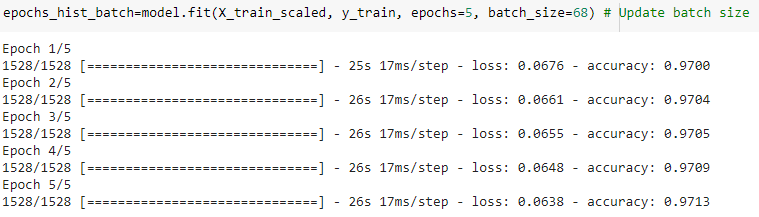 epochs_hist_batch=model.fit(X_train_scaled, y_train, epochs=5, batch_size=68) # Update batch size
Epoch 1/5
1528/1528 [==============================] - 25s 17ms/step - loss: 0.0676 - accuracy: 0.9700
Epoch 2/5
1528/1528 [==============================] - 26s 17ms/step - loss: 0.0661 - accuracy: 0.9704
Epoch 3/5
1528/1528 [==============================] - 26s 17ms/step - loss: 0.0655 - accuracy: 0.9705
Epoch 4/5
1528/1528 [==============================] - 26s 17ms/step - loss: 0.0648 - accuracy: 0.9709
Epoch 5/5
1528/1528 [==============================] - 26s 17ms/step - loss: 0.0638 - accuracy: 0.9713